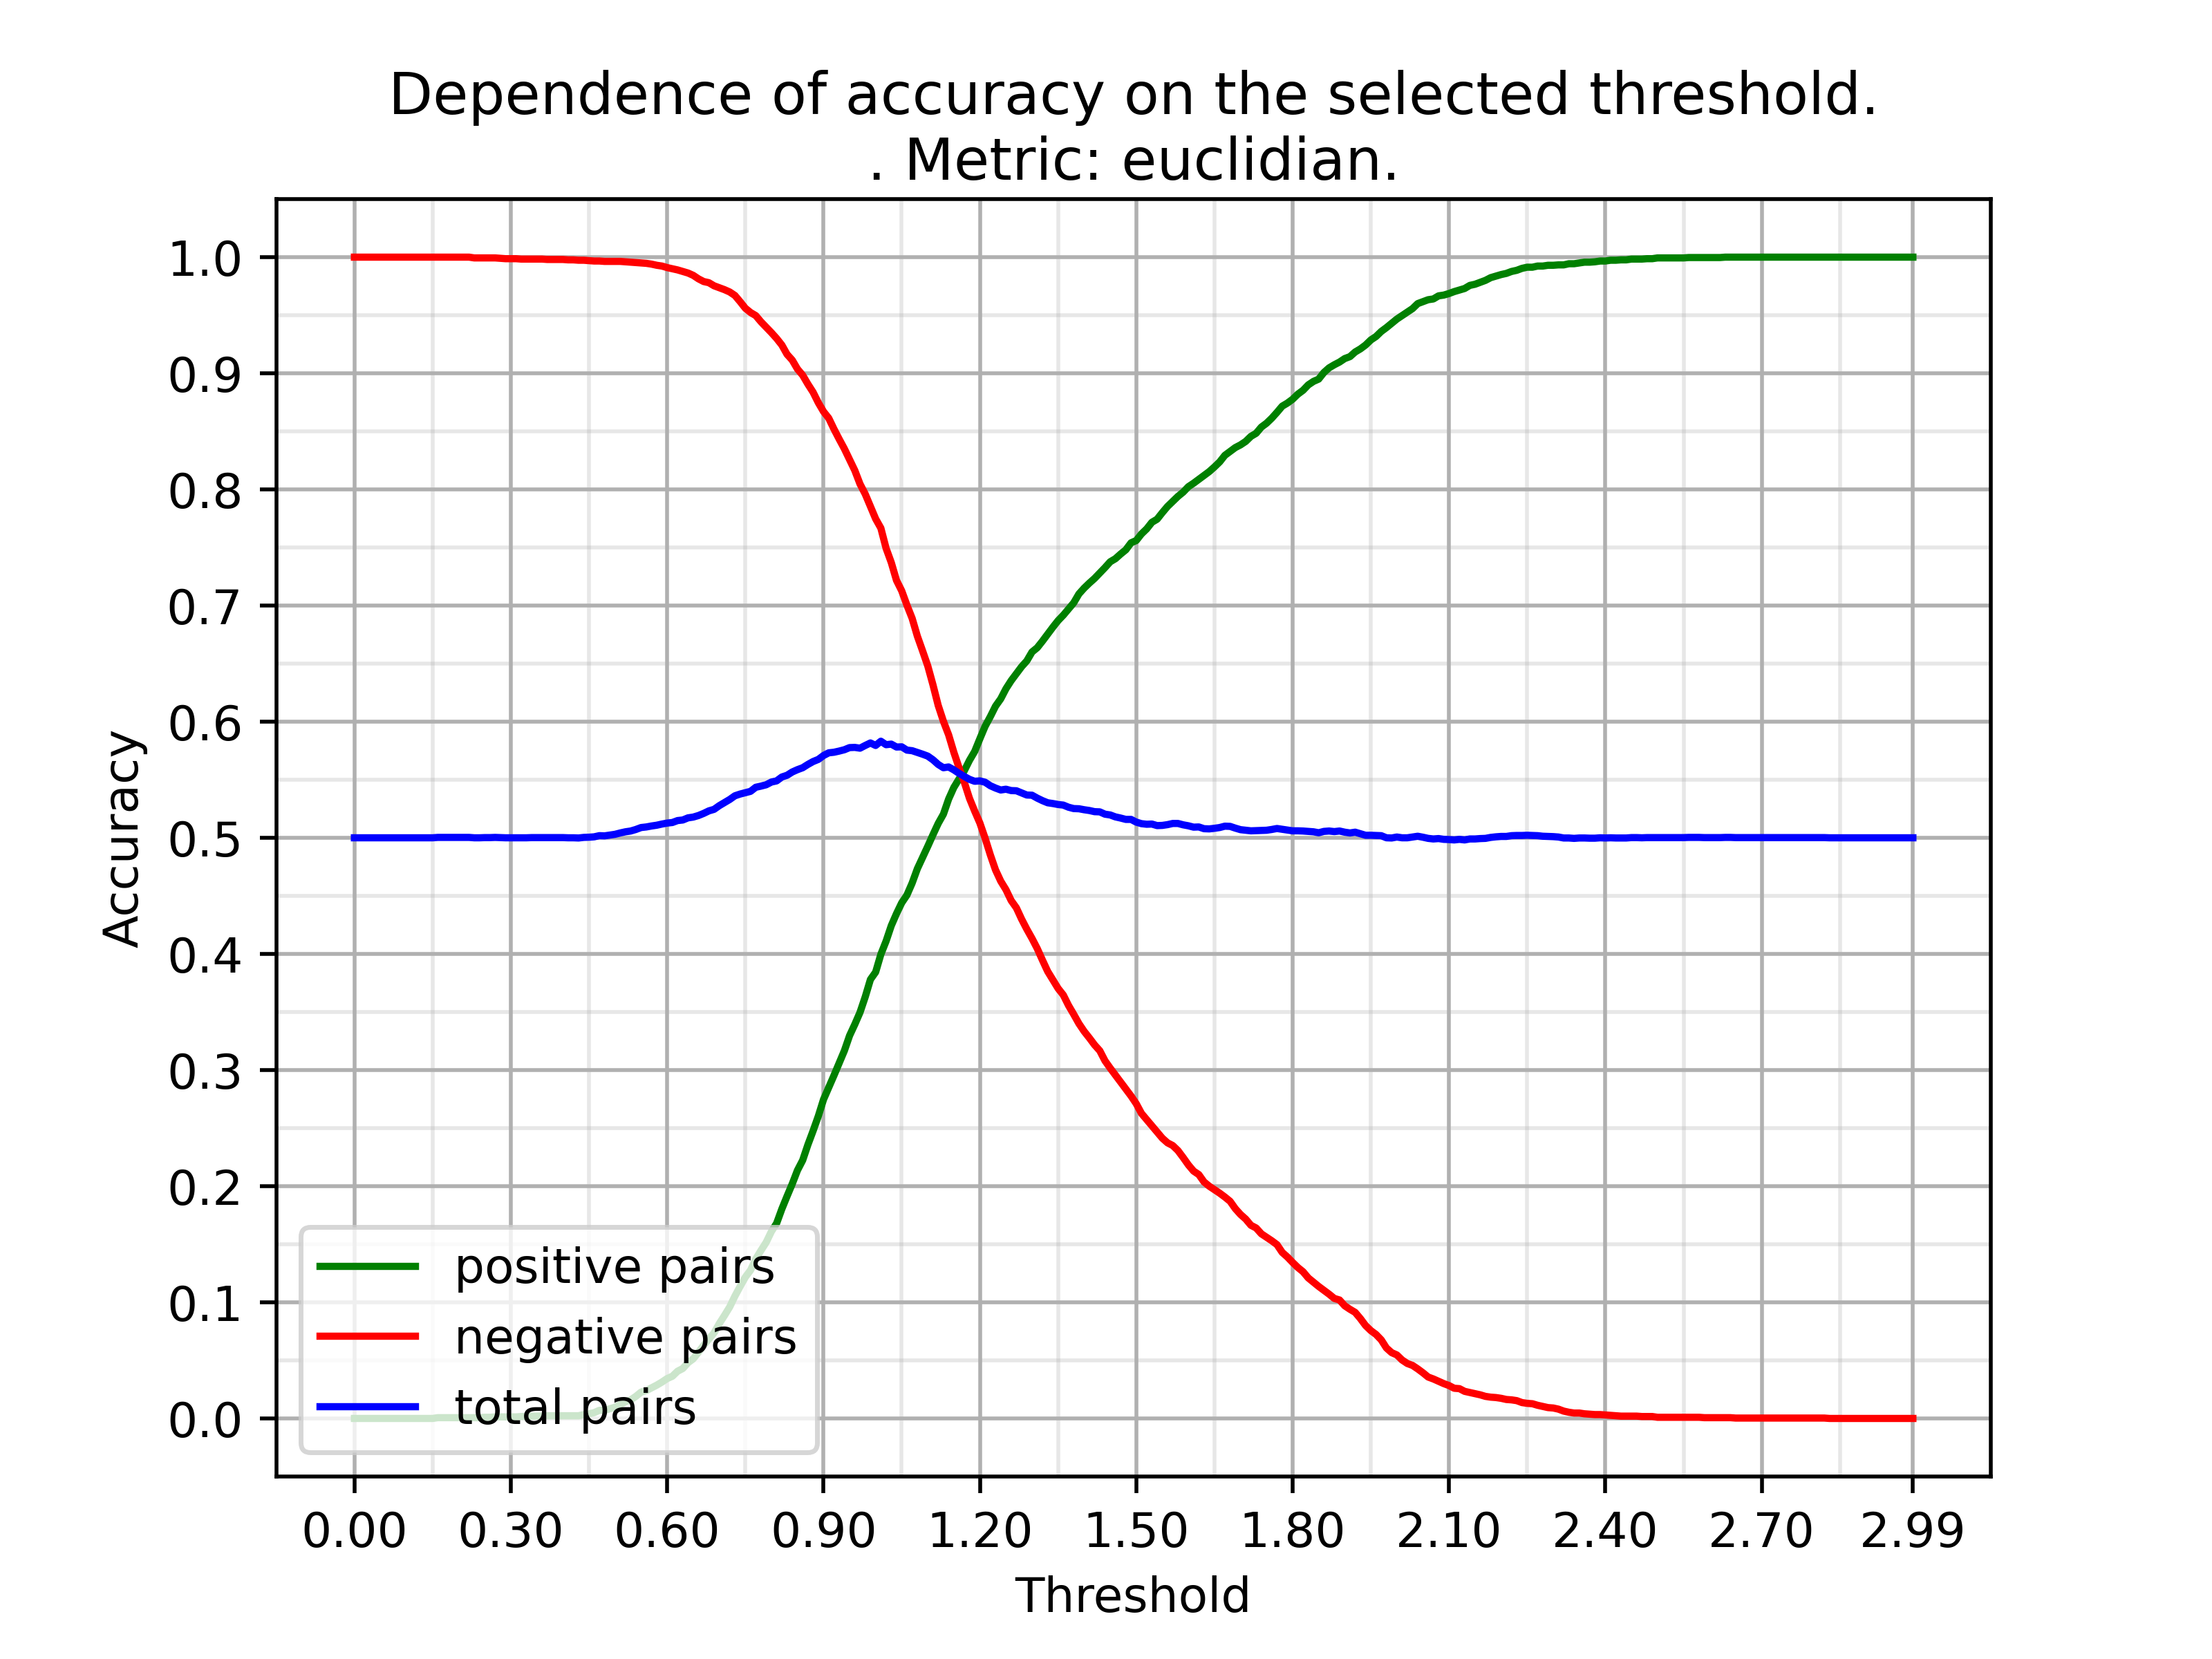 Dependence of accuracy on the selected threshold.
. Metric: euclidian.
1.0
0.9
0.8
0.7
0.6
0.5
0.4
0.3
0.2
0.1
0.0
Accuracy
positive pairs
negative pairs
total pairs
0.00 0.30 0.60 0.90 1.20 1.50 1.80 2.10 2.40 2.70 2.99
Threshold